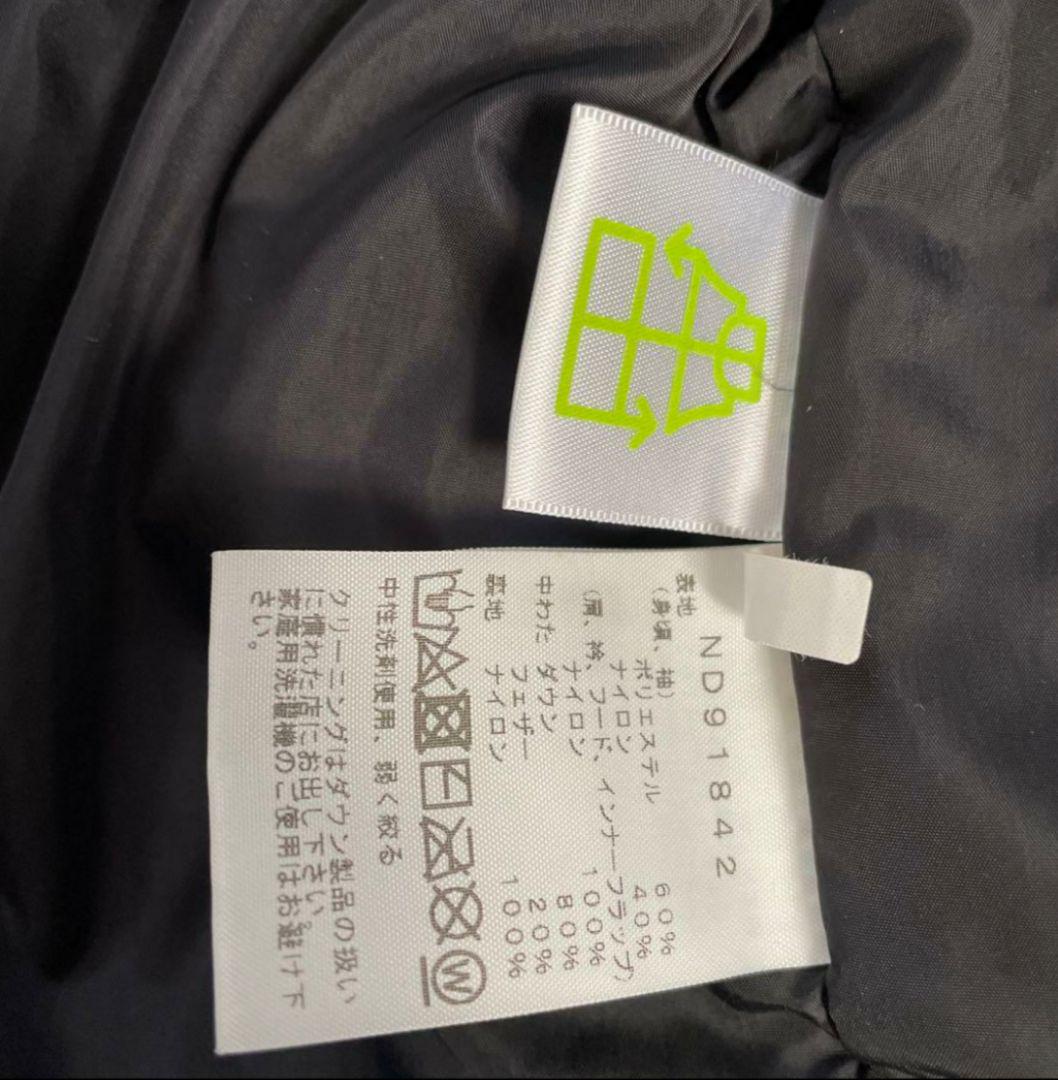 ND91842
表地
(身頃、袖)
ポリエステル 60%
ナイロン 40%
(肩、衿、フード、インナーフラップ)
ナイロン 100%
中わた ダウン 80%
フェザー 20%
裏地 ナイロン 100%
W
中性洗剤使用、弱く絞る
クリーニングはダウン製品の扱い
に慣れた店にお出し下さい。
家庭用洗濯機のご使用はお避け下
さい。